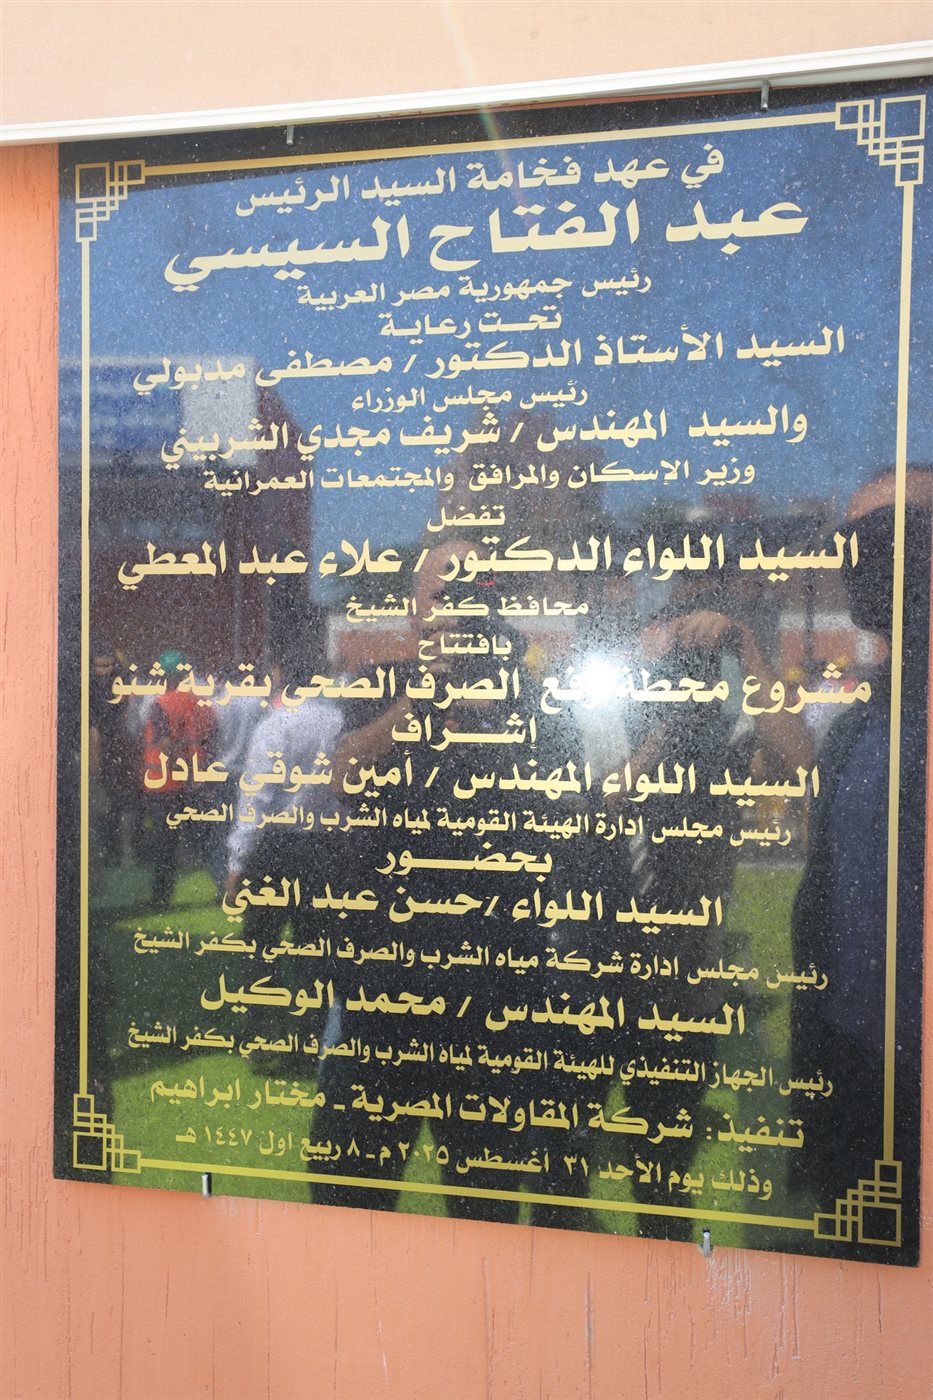 في عهد فخامة السيد الرئيس
عبد الفتاح السيسي
رئيس جمهورية مصر العربية
تحت رعاية
السيد الأستاذ الدكتور / مصطفى مدبولي
رئيس مجلس الوزراء
والسيد المهندس / شريف مجدي الشربيني
وزير الإسكان والمرافق والمجتمعات العمرانية
تفضل
السيد اللواء الدكتور / علاء عبد المعطي
محافظ كفر الشيخ
بافتتاح
مشروع محطة رفع الصرف الصحي بقرية شنو
إشراف
السيد اللواء المهندس / أمين شوقي عادل
رئيس مجلس ادارة الهيئة القومية لمياه الشرب والصرف الصحي
بحضور
السيد اللواء / حسن عبد الغني
رئيس مجلس ادارة شركة مياه الشرب والصرف الصحي بكفر الشيخ
السيد المهندس / محمد الوكيل
رئيس الجهاز التنفيذي للهيئة القومية لمياه الشرب والصرف الصحي بكفر الشيخ
تنفيذ: شركة المقاولات المصرية - مختار ابراهيم
وذلك يوم الأحد ٣١ أغسطس ٢٠٢٥ م - ٨ ربيع اول ١٤٤٧ هـ